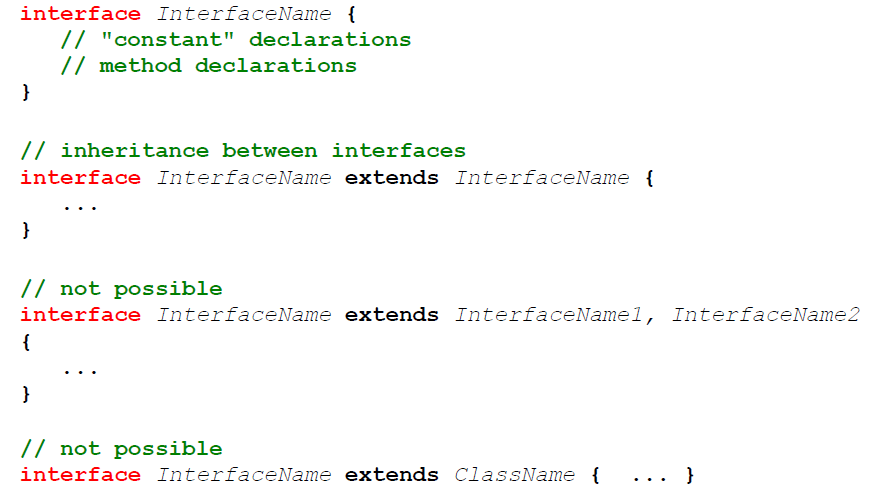 interface InterfaceName {
// "constant" declarations
// method declarations
}
// inheritance between interfaces
interface InterfaceName extends InterfaceName {
...
}
// not possible
interface InterfaceName extends InterfaceName1, InterfaceName2
{
...
}
// not possible
interface InterfaceName extends ClassName { ... }